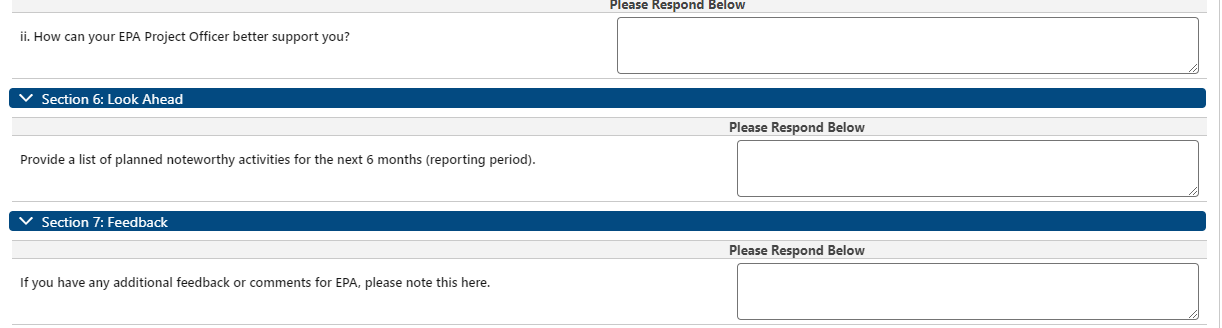 Please Respond Below
ii. How can your EPA Project Officer better support you?
Section 6: Look Ahead
Please Respond Below
Provide a list of planned noteworthy activities for the next 6 months (reporting period).
Section 7: Feedback
Please Respond Below
If you have any additional feedback or comments for EPA, please note this here.